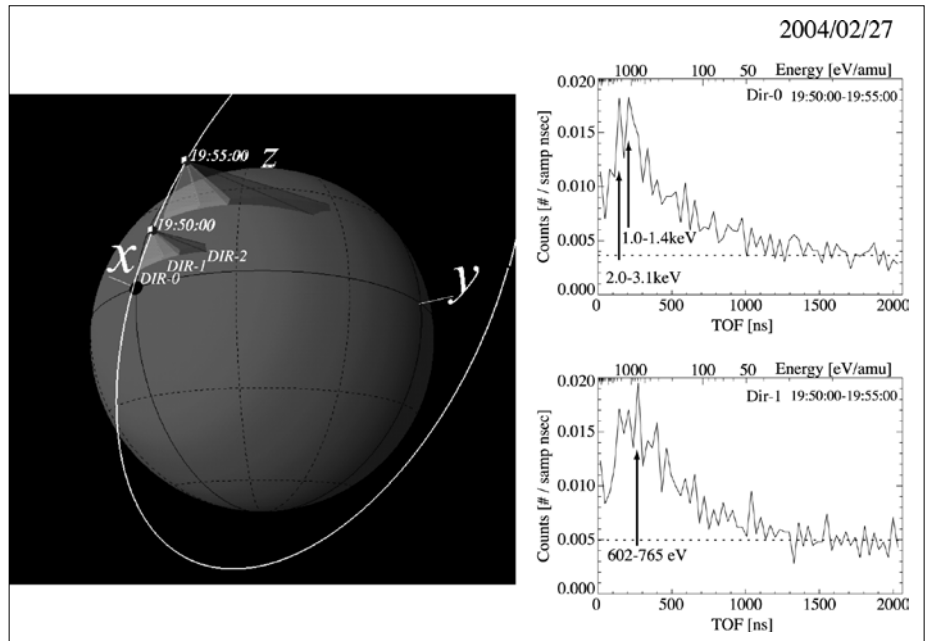 2004/02/27
19:55:00
z
19:50:00
x
DIR-0
DIR-1
DIR-2
y
1000 100 50 Energy [eV/amu]
Dir-0 19:50:00-19:55:00
0.020
0.015
0.010
0.005
0.000
Counts [# / samp nsec]
1.0-1.4keV
2.0-3.1keV
0 500 1000 1500 2000
TOF [ns]
1000 100 50 Energy [eV/amu]
Dir-1 19:50:00-19:55:00
0.020
0.015
0.010
0.005
0.000
Counts [# / samp nsec]
602-765 eV
0 500 1000 1500 2000
TOF [ns]